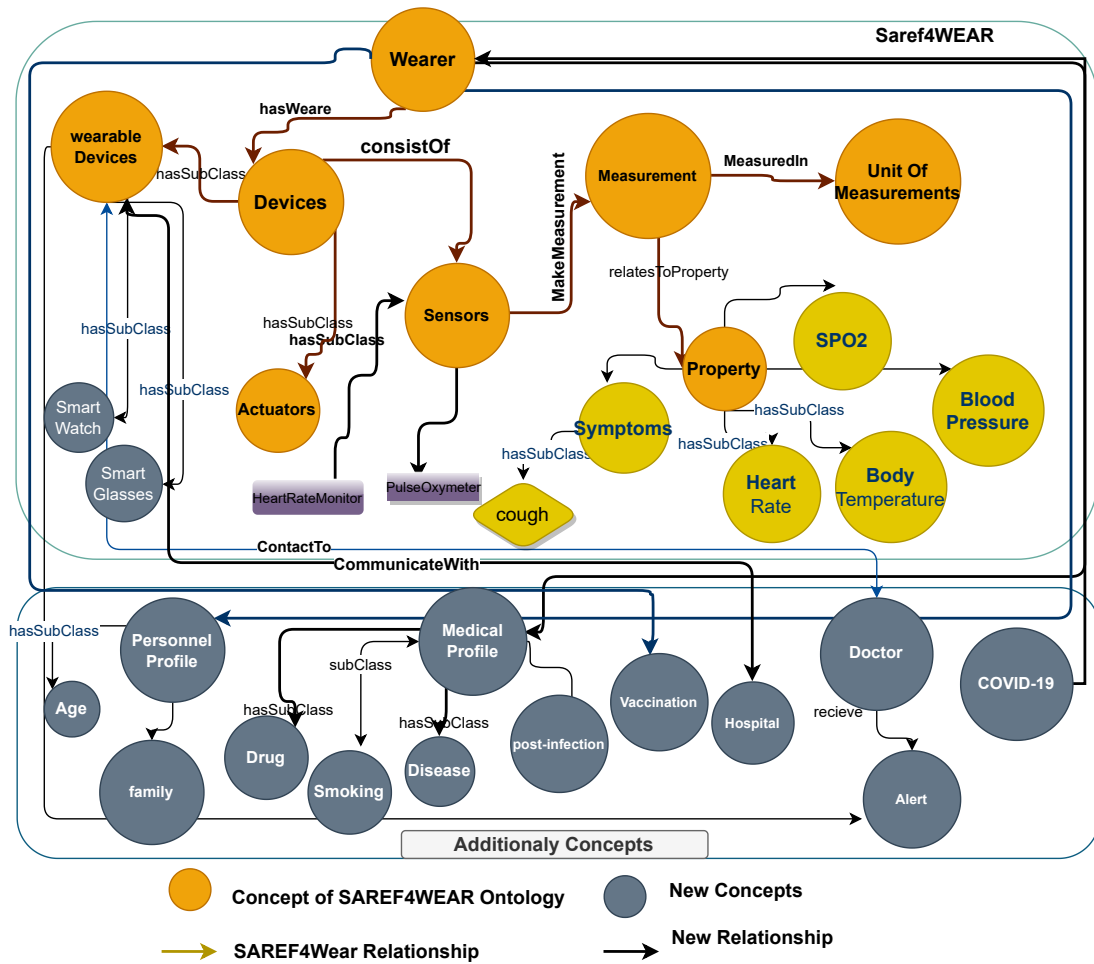 Saref4WEAR
Wearer
hasWeare
wearable
Devices
consistOf
MeasuredIn
hasSubClass
Devices
Measurement
Unit Of
Measurements
MakeMeasurement
relatesToProperty
Sensors
hasSubClass
hasSubClass
hasSubClass
hasSubClass
SPO2
Property
Actuators
Smart
Watch
Symptoms
hasSubClass
Blood
Pressure
hasSubClass
hasSubClass
Smart
Glasses
HeartRateMonitor
PulseOxymeter
cough
Heart
Rate
Body
Temperature
ContactTo
CommunicateWith
hasSubClass
Personnel
Profile
Medical
Profile
subClass
Doctor
COVID-19
Age
hasSubClass
hasSubClass
Vaccination
Hospital
recieve
Drug
Disease
post-infection
family
Smoking
Alert
Additionaly Concepts
Concept of SAREF4WEAR Ontology
New Concepts
SAREF4Wear Relationship
New Relationship